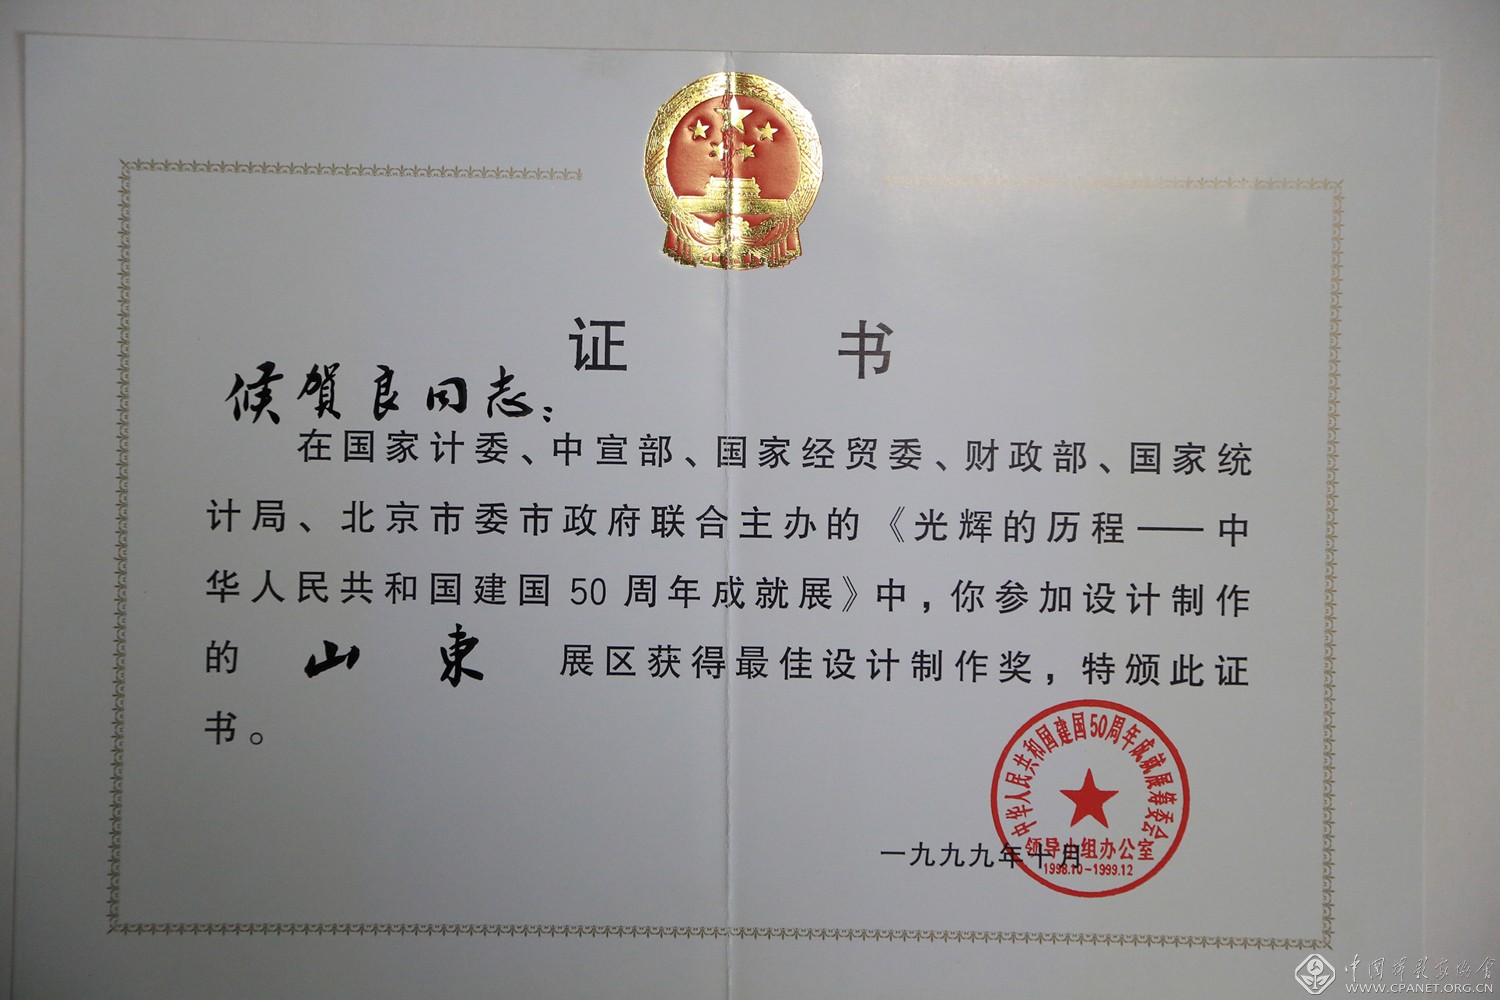 证 书
候賀良同志：
在国家计委、中宣部、国家经贸委、财政部、国家统
计局、北京市委市政府联合主办的《光辉的历程——中
华人民共和国建国50周年成就展》中，你参加设计制作
的 山 東 展区获得最佳设计制作奖，特颁此证
书。
中华人民共和国建国50周年成就展筹委会
领导小组办公室
1998.10-1999.12
一九九九年十月
中国摄影家协会
WWW.CPANET.ORG.CN